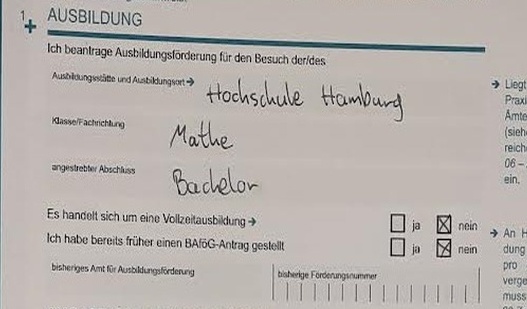 1
AUSBILDUNG
Ich beantrage Ausbildungsförderung für den Besuch der/des
Ausbildungsstätte und Ausbildungsort → Hochschule Hamburg
Klasse/Fachrichtung Mathe
angestrebter Abschluss Bachelor
Es handelt sich um eine Vollzeitausbildung → ja nein
Ich habe bereits früher einen BAföG-Antrag gestellt ja nein
bisheriges Amt für Ausbildungsförderung bisherige Förderungsnummer
→ Liegt
Praxi
Ämte
(sieh
reich
06 –
ein.
→ An H
dung
pro
verge
muss